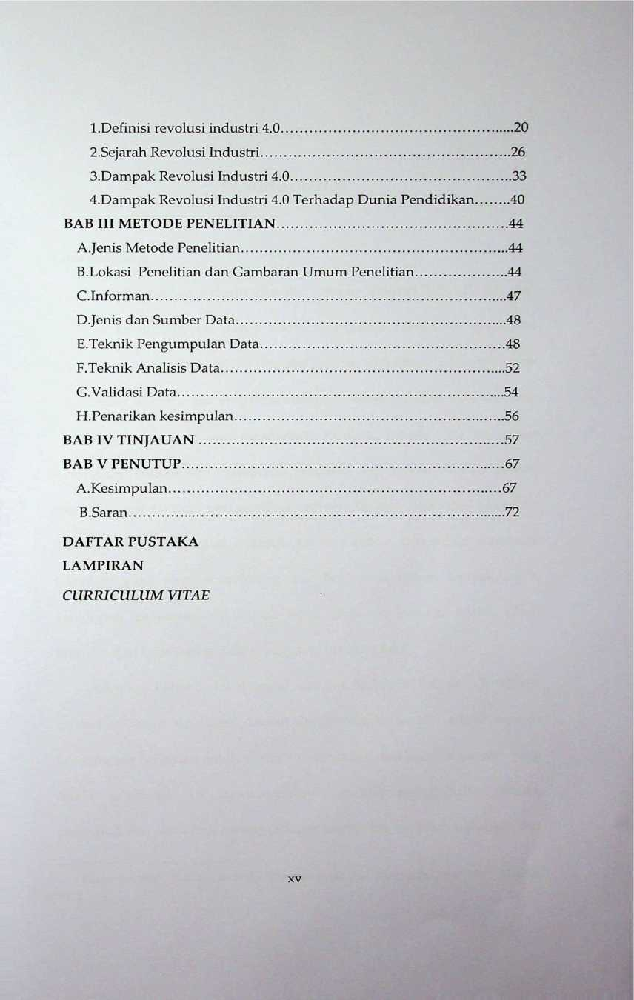 1.Definisi revolusi industri 4.0................................................20
2.Sejarah Revolusi Industri.....................................................26
3.Dampak Revolusi Industri 4.0...............................................33
4.Dampak Revolusi Industri 4.0 Terhadap Dunia Pendidikan........40
BAB III METODE PENELITIAN.................................................44
A.Jenis Metode Penelitian.........................................................44
B.Lokasi  Penelitian dan Gambaran Umum Penelitian....................44
C.Informan............................................................................47
D.Jenis dan Sumber Data..........................................................48
E.Teknik Pengumpulan Data....................................................48
F.Teknik Analisis Data.............................................................52
G.Validasi Data......................................................................54
H.Penarikan kesimpulan..........................................................56
BAB IV TINJAUAN .................................................................57
BAB V PENUTUP.....................................................................67
A.Kesimpulan........................................................................67
B.Saran.................................................................................72
DAFTAR PUSTAKA
LAMPIRAN
CURRICULUM VITAE
xv